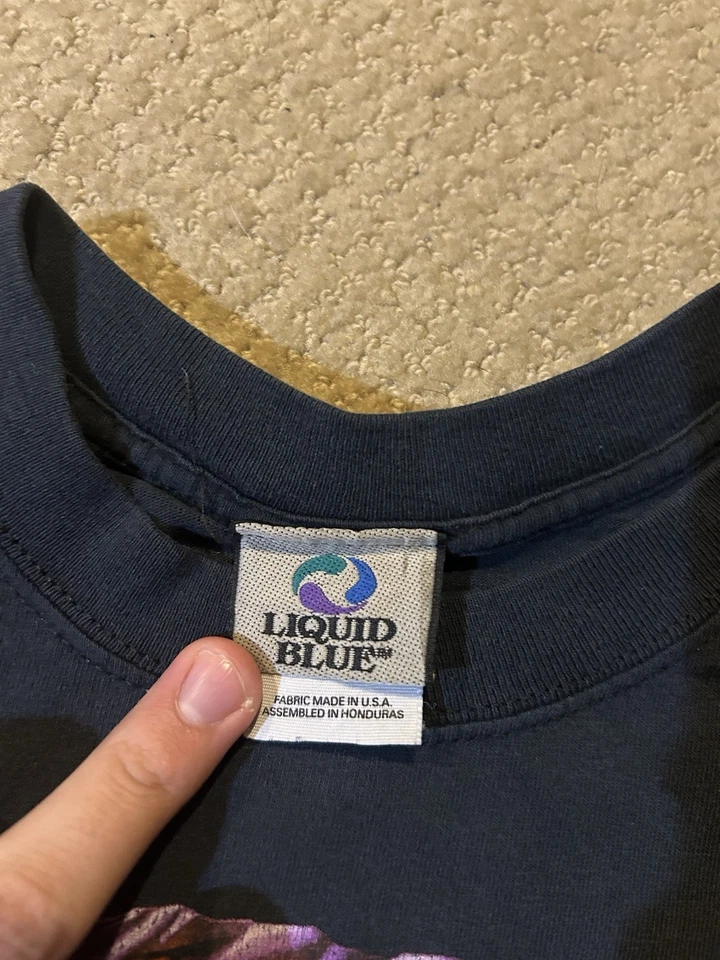 LIQUID
BLUE™
FABRIC MADE IN U.S.A.
ASSEMBLED IN HONDURAS